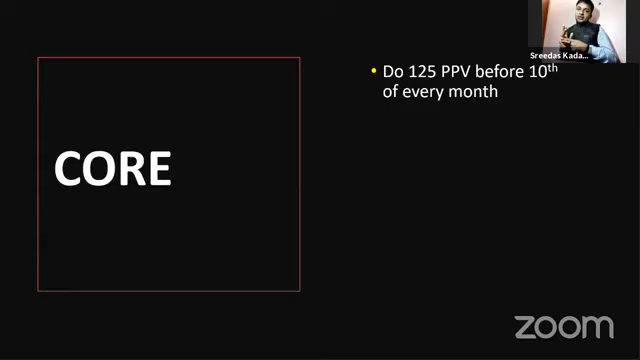 Sreedas Kada...
• Do 125 PPV before 10th
of every month
CORE
zoom